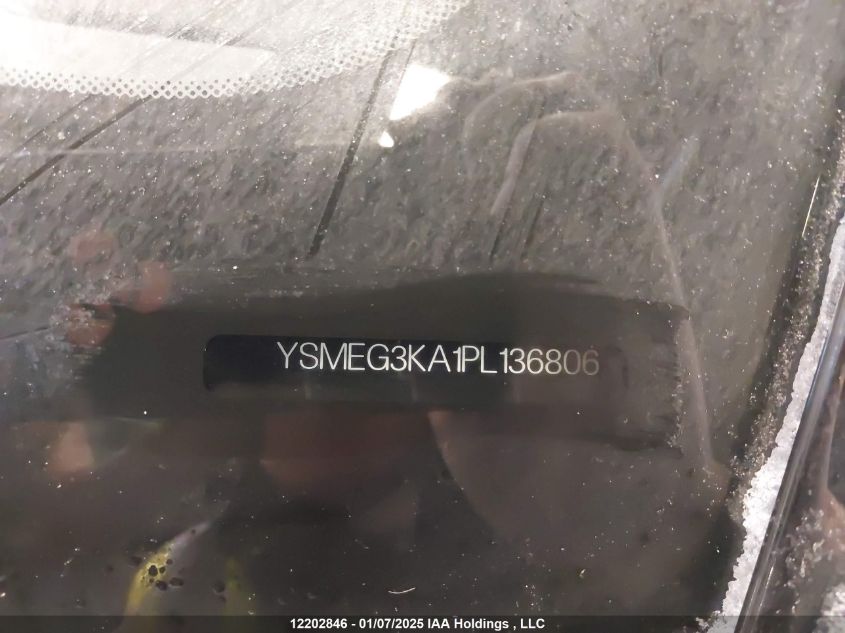 YSMEG3KA1PL136806
12202846 - 01/07/2025 IAA Holdings , LLC